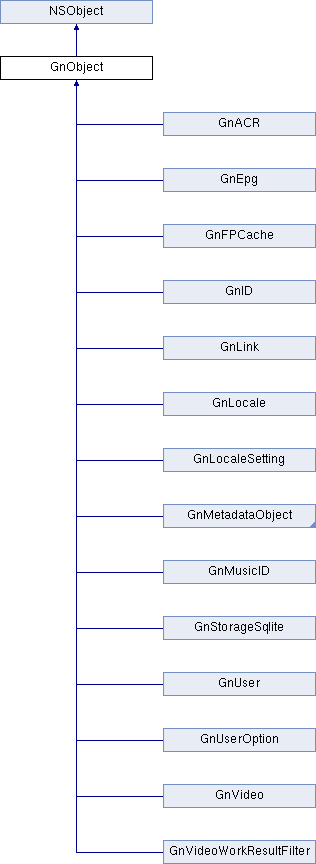 NSObject
GnObject
GnACR
GnEpg
GnFPCache
GnID
GnLink
GnLocale
GnLocaleSetting
GnMetadataObject
GnMusicID
GnStorageSqlite
GnUser
GnUserOption
GnVideo
GnVideoWorkResultFilter